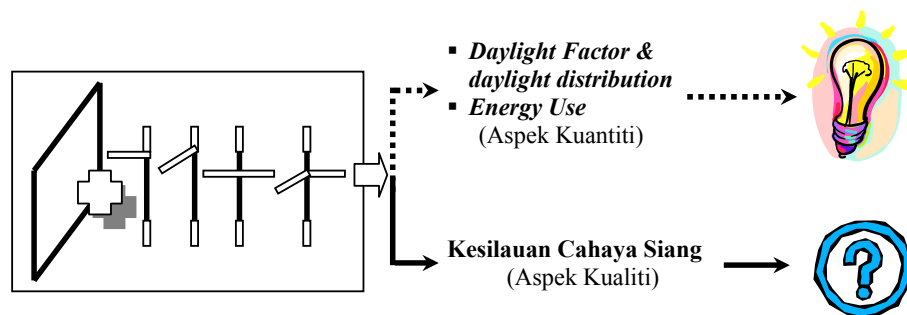 ▪ Daylight Factor &
daylight distribution
▪ Energy Use
(Aspek Kuantiti)
Kesilauan Cahaya Siang
(Aspek Kualiti)
?